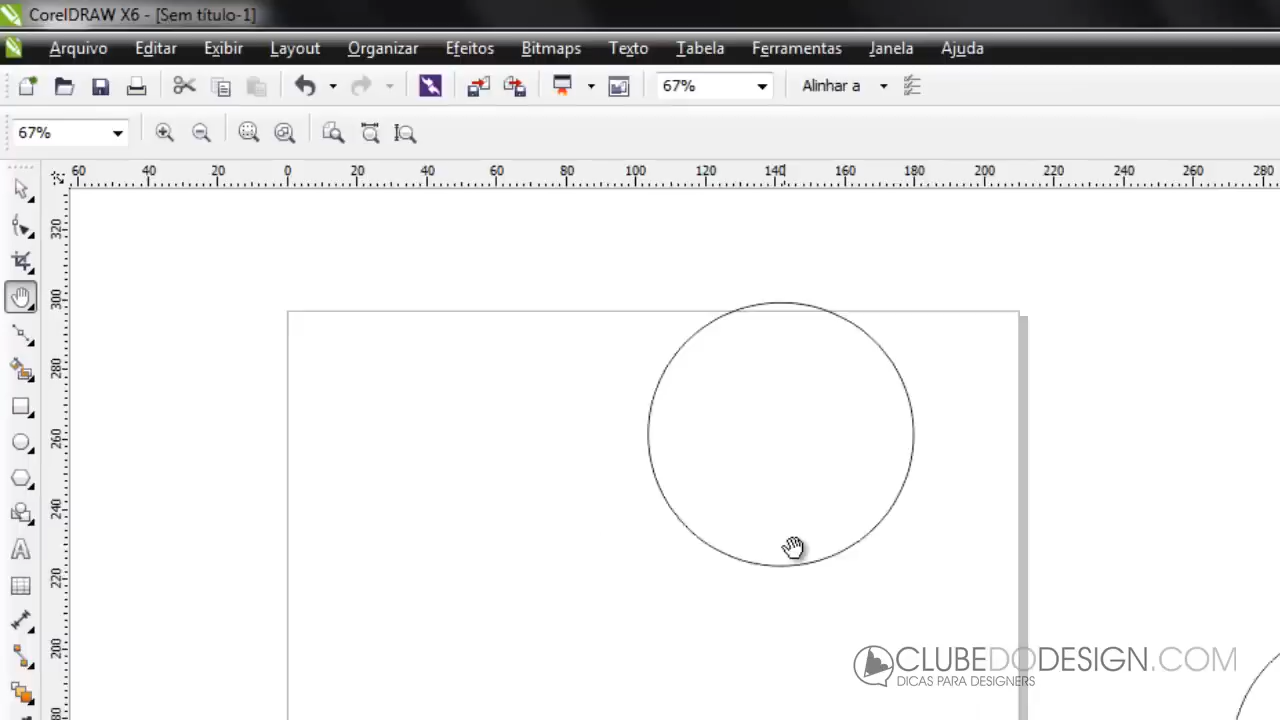 CorelDRAW X6 - [Sem título-1]
Arquivo Editar Exibir Layout Organizar Efeitos Bitmaps Texto Tabela Ferramentas Janela Ajuda
67% Alinhar a
67%
60 40 20 0 20 40 60 80 100 120 140 160 180 200 220 240 260 280
320
300
280
260
240
220
200
80
CLUBEDODESIGN.COM
DICAS PARA DESIGNERS